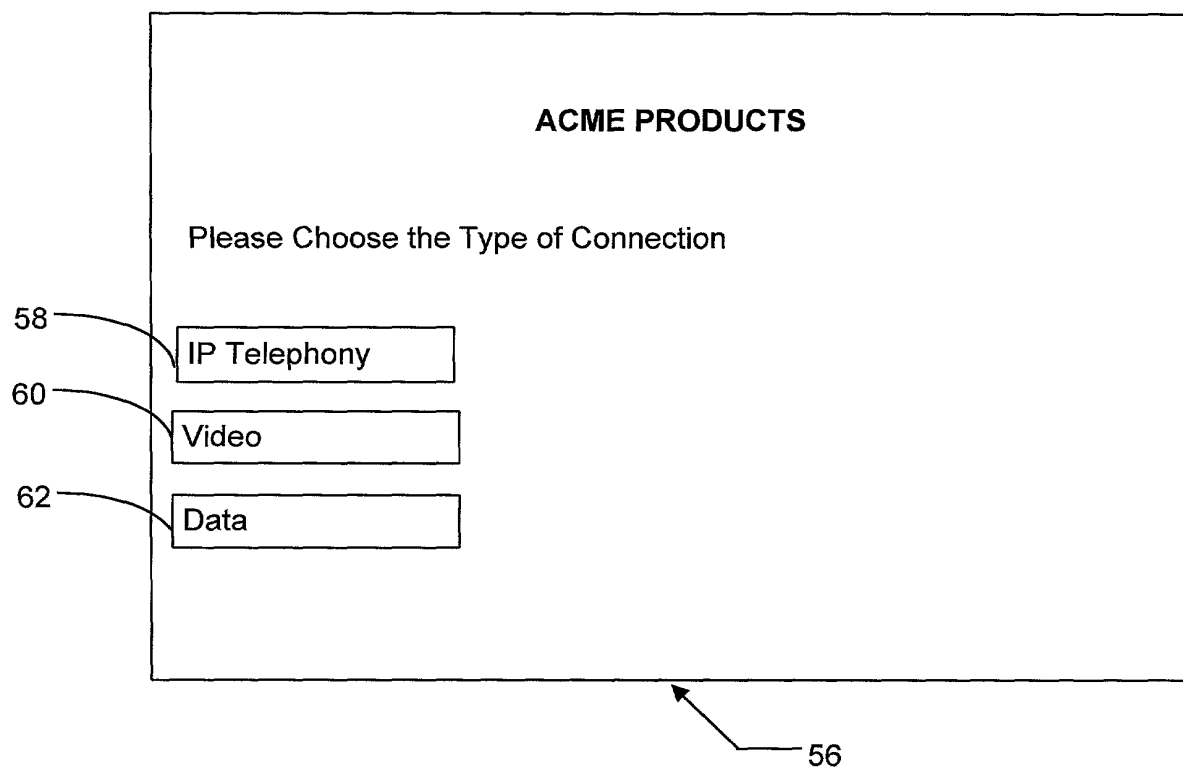 ACME PRODUCTS
Please Choose the Type of Connection
58
IP Telephony
60
Video
62
Data
56